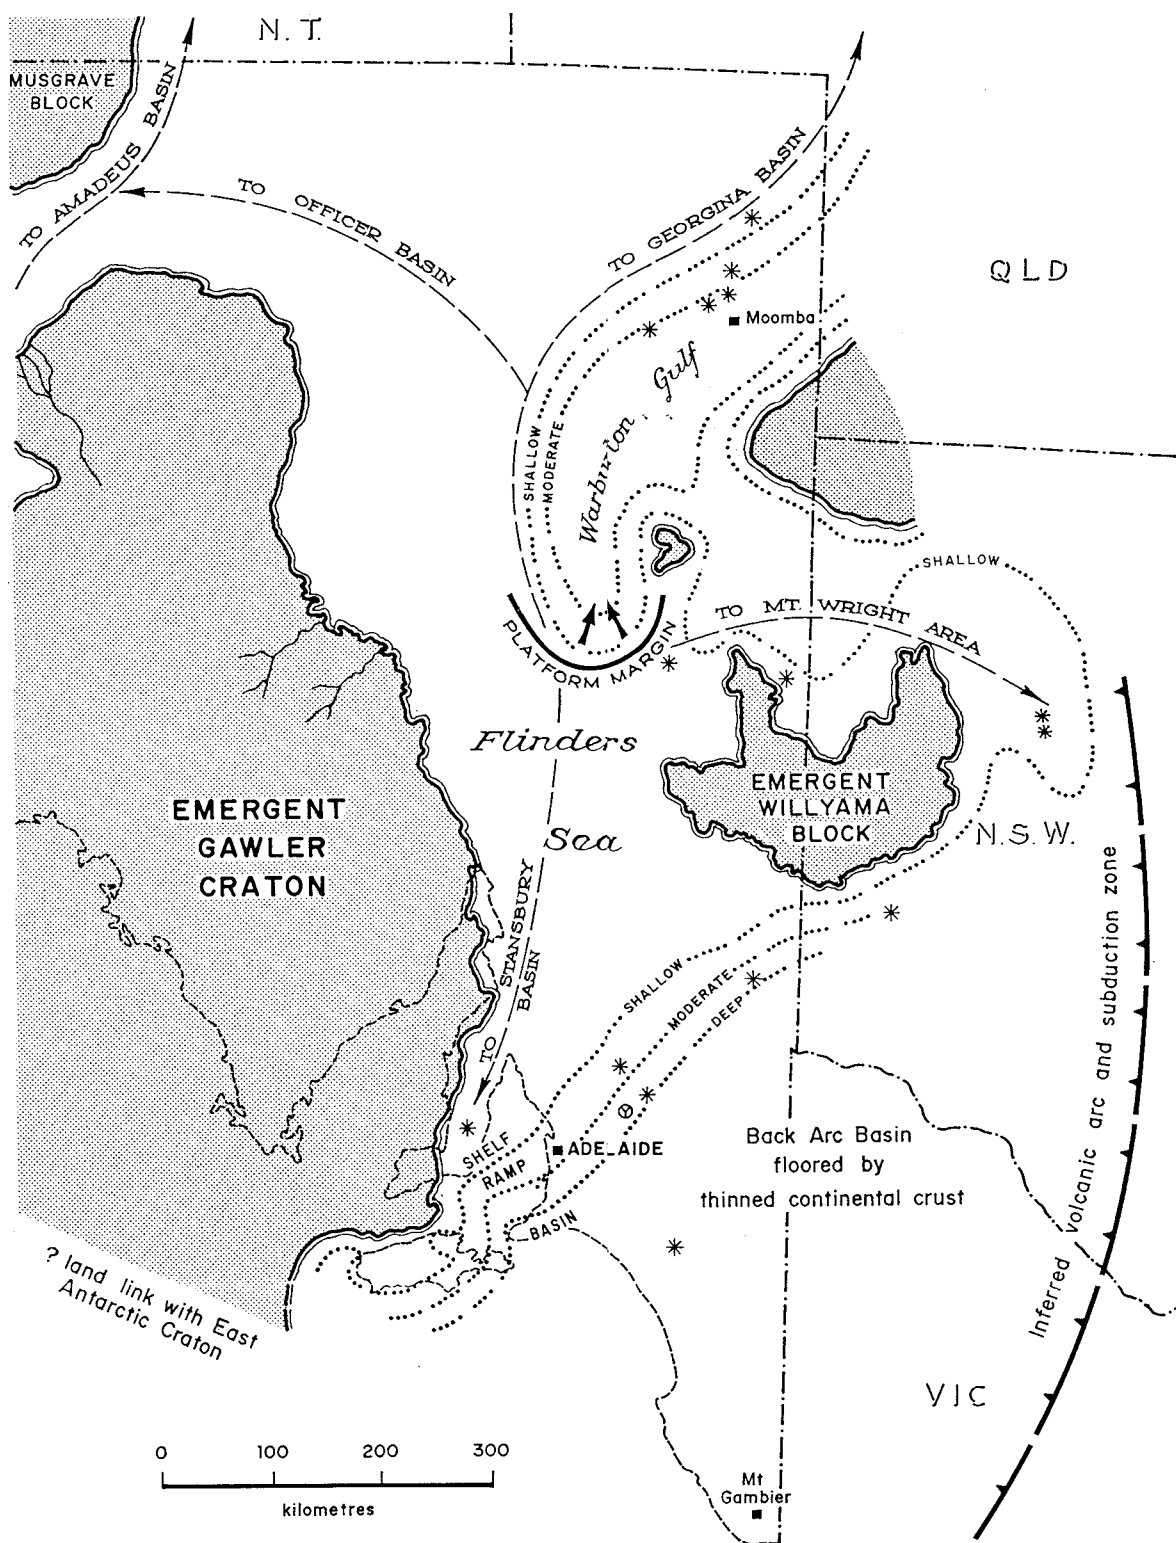 N.T.
MUSGRAVE
BLOCK
TO AMADEUS BASIN
TO OFFICER BASIN
TO GEORGINA BASIN
QLD
Moomba
Warburton Gulf
SHALLOW
MODERATE
SHALLOW
TO MT. WRIGHT AREA
PLATFORM MARGIN
Flinders
Sea
EMERGENT
WILLYAMA
BLOCK
N.S.W.
EMERGENT
GAWLER
CRATON
TO STANSBURY
BASIN
SHALLOW
MODERATE
DEEP
SHELF
RAMP
BASIN
ADELAIDE
Back Arc Basin
floored by
thinned continental crust
Inferred volcanic arc and subduction zone
? land link with East
Antarctic Craton
VIC
0 100 200 300
kilometres
Mt
Gambier